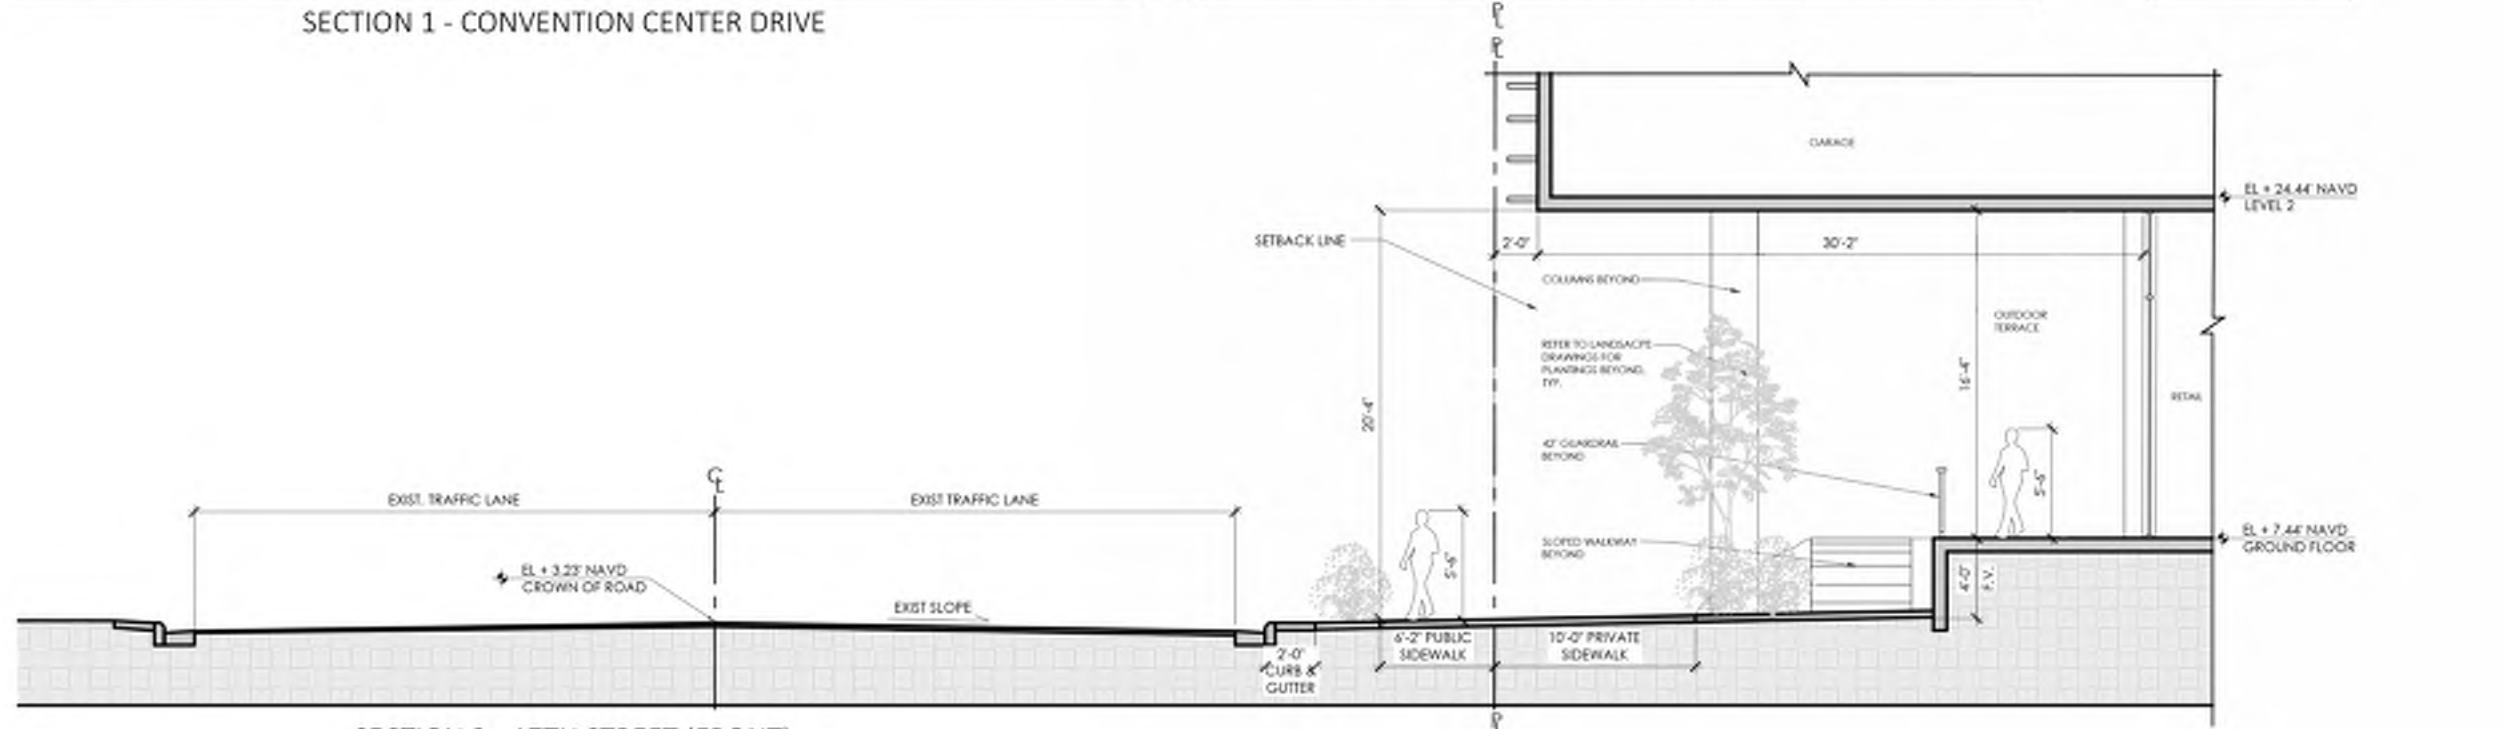 SECTION 1 - CONVENTION CENTER DRIVE
PL
PL
GARAGE
EL + 24.44' NAVD
LEVEL 2
SETBACK LINE
2'-0"
30'-2"
COLUMNS BEYOND
OUTDOOR
TERRACE
REFER TO LANDSACPE
DRAWINGS FOR
PLANTINGS BEYOND,
TYP.
16'-4"
20'-4"
RETAIL
42" GUARDRAIL
BEYOND
5'-6"
CL
EXIST. TRAFFIC LANE
EXIST TRAFFIC LANE
EL + 7.44' NAVD
GROUND FLOOR
SLOPED WALKWAY
BEYOND
5'-6"
EL + 3.23' NAVD
CROWN OF ROAD
4'-0"
F.V.
EXIST SLOPE
6'-2" PUBLIC
SIDEWALK
10'-0" PRIVATE
SIDEWALK
2'-0"
CURB &
GUTTER